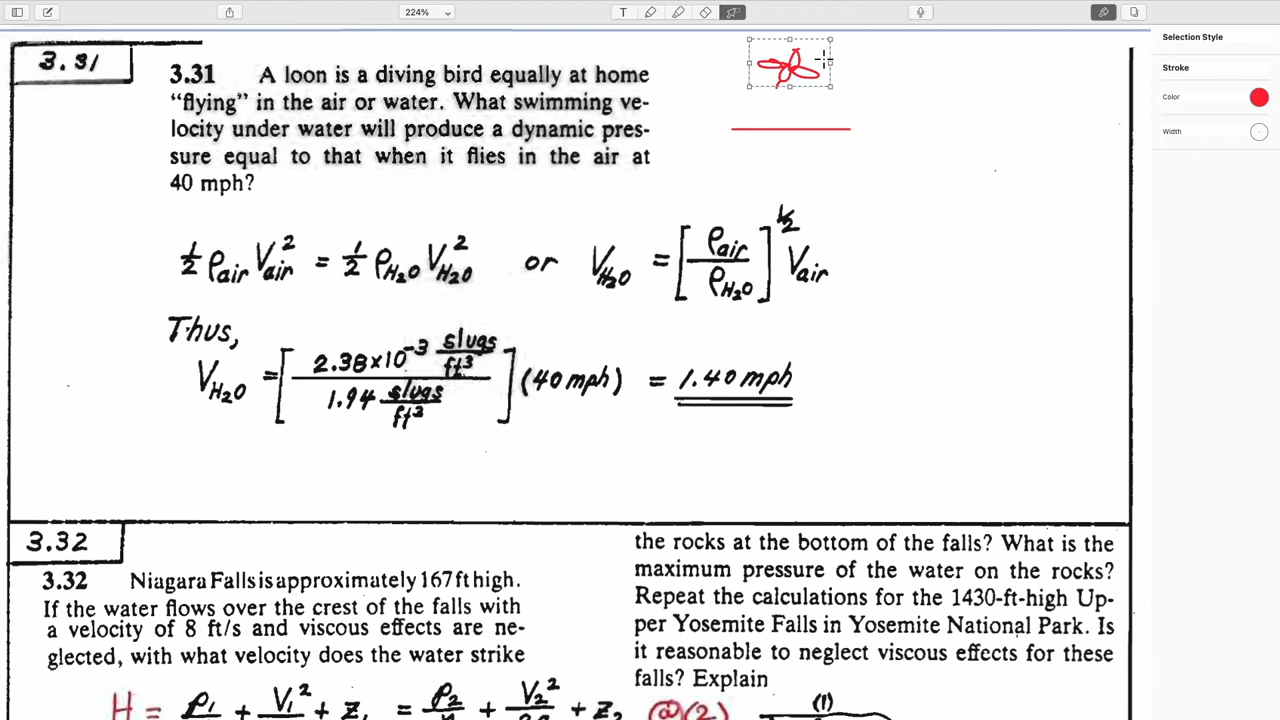 224%
T
Selection Style
Stroke
Color
Width
3.31
3.31 A loon is a diving bird equally at home
“flying” in the air or water. What swimming ve-
locity under water will produce a dynamic pres-
sure equal to that when it flies in the air at
40 mph?
½ ρair Vair² = ½ ρH₂O VH₂O² or VH₂O = [ρair / ρH₂O]^½ Vair
Thus,
VH₂O = [2.38×10⁻³ slugs/ft³ / 1.94 slugs/ft³] (40 mph) = 1.40 mph
3.32
3.32 Niagara Falls is approximately 167 ft high.
If the water flows over the crest of the falls with
a velocity of 8 ft/s and viscous effects are ne-
glected, with what velocity does the water strike
the rocks at the bottom of the falls? What is the
maximum pressure of the water on the rocks?
Repeat the calculations for the 1430-ft-high Up-
per Yosemite Falls in Yosemite National Park. Is
it reasonable to neglect viscous effects for these
falls? Explain
(1)